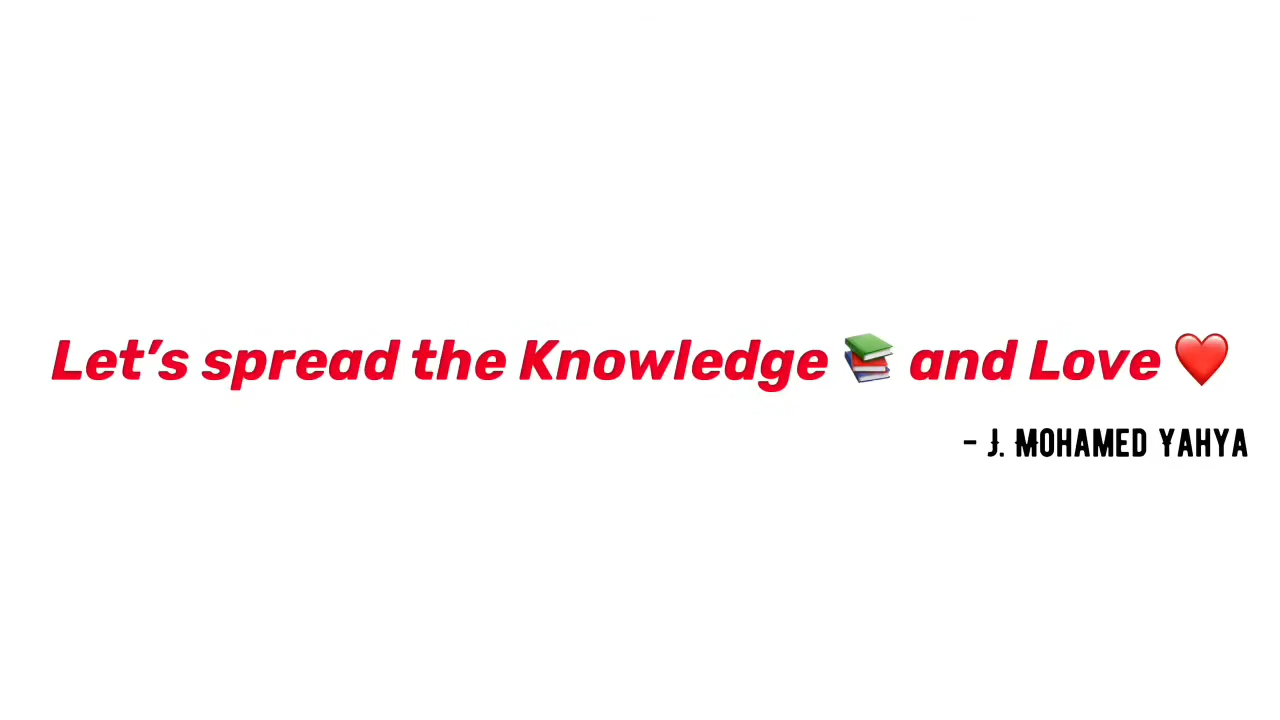 Let’s spread the Knowledge 📚 and Love ❤️
- J. MOHAMED YAHYA